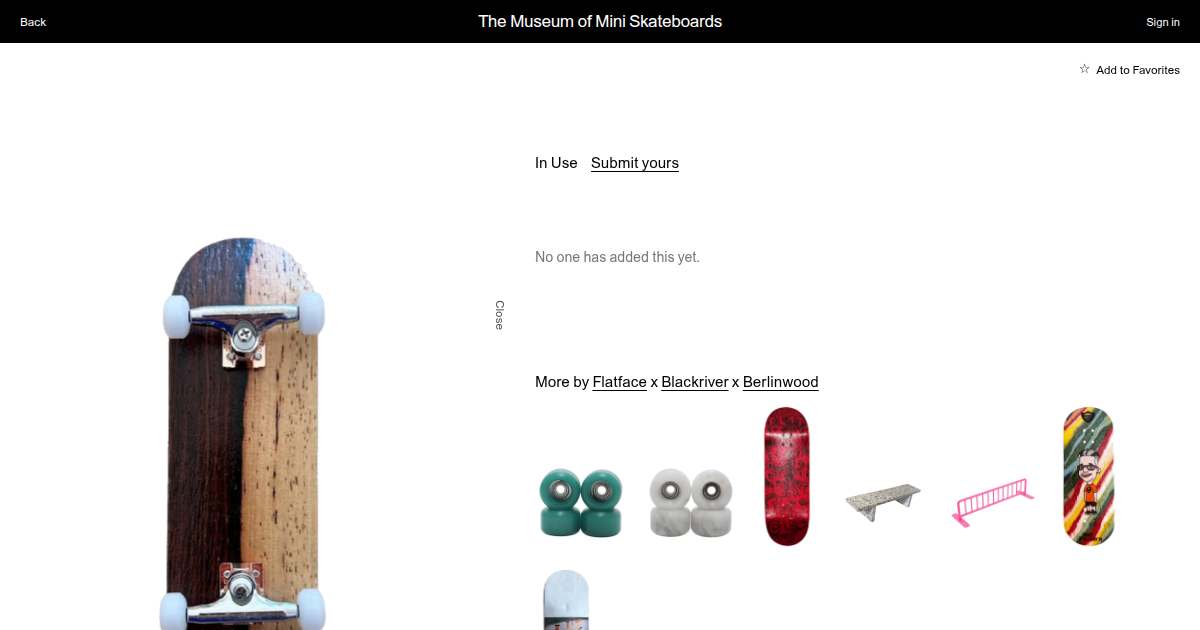 Back
The Museum of Mini Skateboards
Sign in
☆ Add to Favorites
In Use Submit yours
No one has added this yet.
Close
More by Flatface x Blackriver x Berlinwood